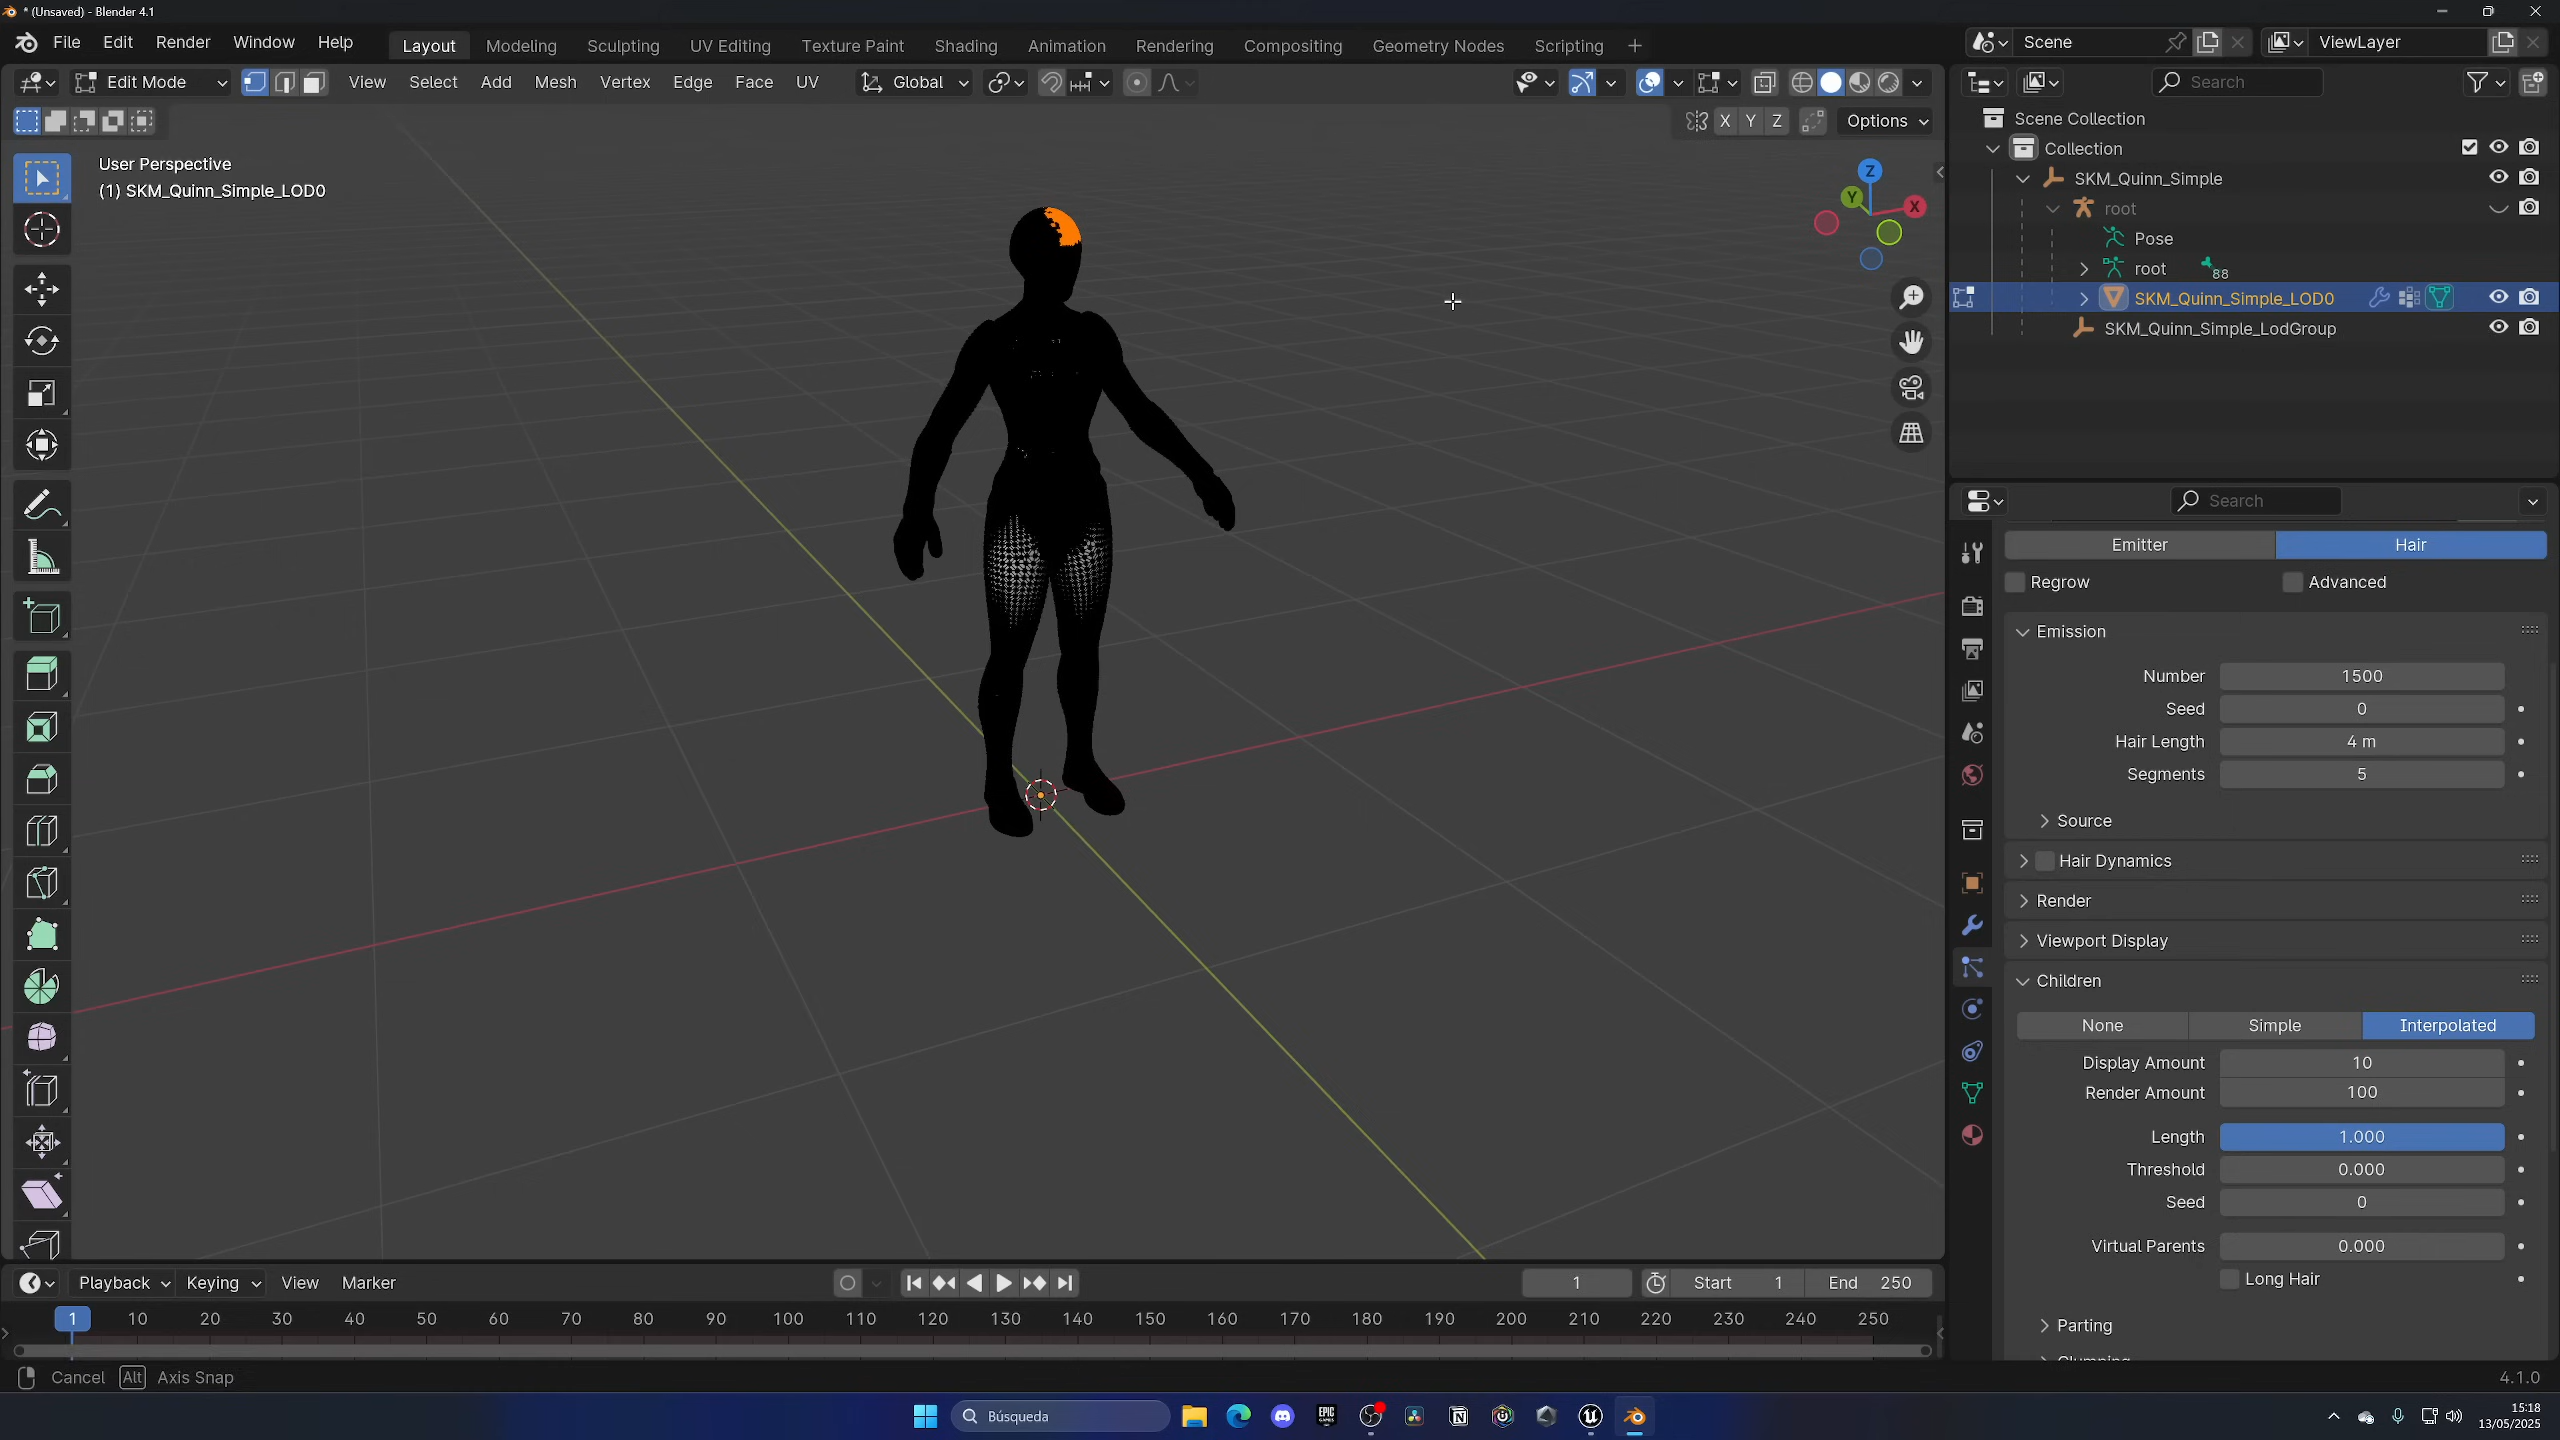 * (Unsaved) - Blender 4.1
File Edit Render Window Help
Layout Modeling Sculpting UV Editing Texture Paint Shading Animation Rendering Compositing Geometry Nodes Scripting
Scene
ViewLayer
Edit Mode
View Select Add Mesh Vertex Edge Face UV
Global
Search
X Y Z Options
User Perspective
(1) SKM_Quinn_Simple_LOD0
Z
Y
X
Scene Collection
Collection
SKM_Quinn_Simple
root
Pose
root 88
SKM_Quinn_Simple_LOD0
SKM_Quinn_Simple_LodGroup
Search
Emitter Hair
Regrow Advanced
Emission
Number 1500
Seed 0
Hair Length 4 m
Segments 5
Source
Hair Dynamics
Render
Viewport Display
Children
None Simple Interpolated
Display Amount 10
Render Amount 100
Length 1.000
Threshold 0.000
Seed 0
Virtual Parents 0.000
Long Hair
Parting
Clumping
Playback Keying View Marker
1 Start 1 End 250
1 10 20 30 40 50 60 70 80 90 100 110 120 130 140 150 160 170 180 190 200 210 220 230 240 250
Cancel Alt Axis Snap
4.1.0
Búsqueda
EPIC GAMES
15:18
13/05/2025